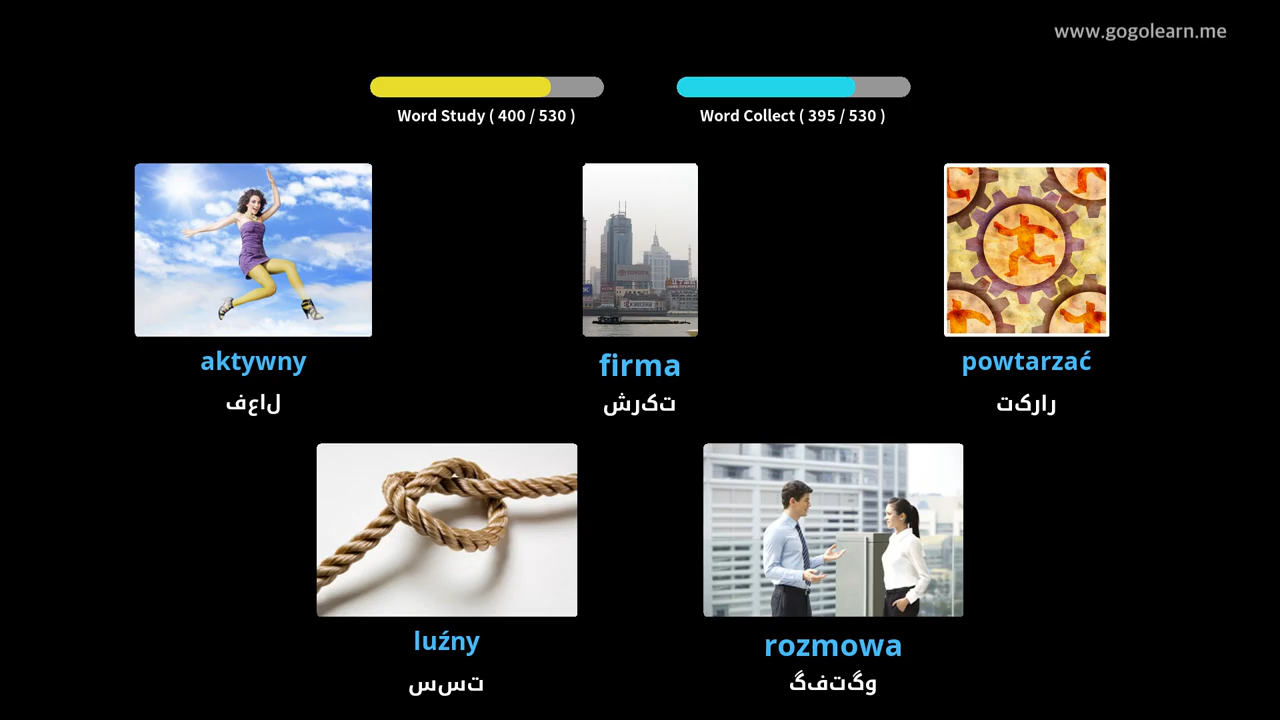 www.gogolearn.me
Word Study ( 400 / 530 )
Word Collect ( 395 / 530 )
aktywny
فعال
firma
شرکت
powtarzać
تکرار
luźny
سست
rozmowa
گفتگو